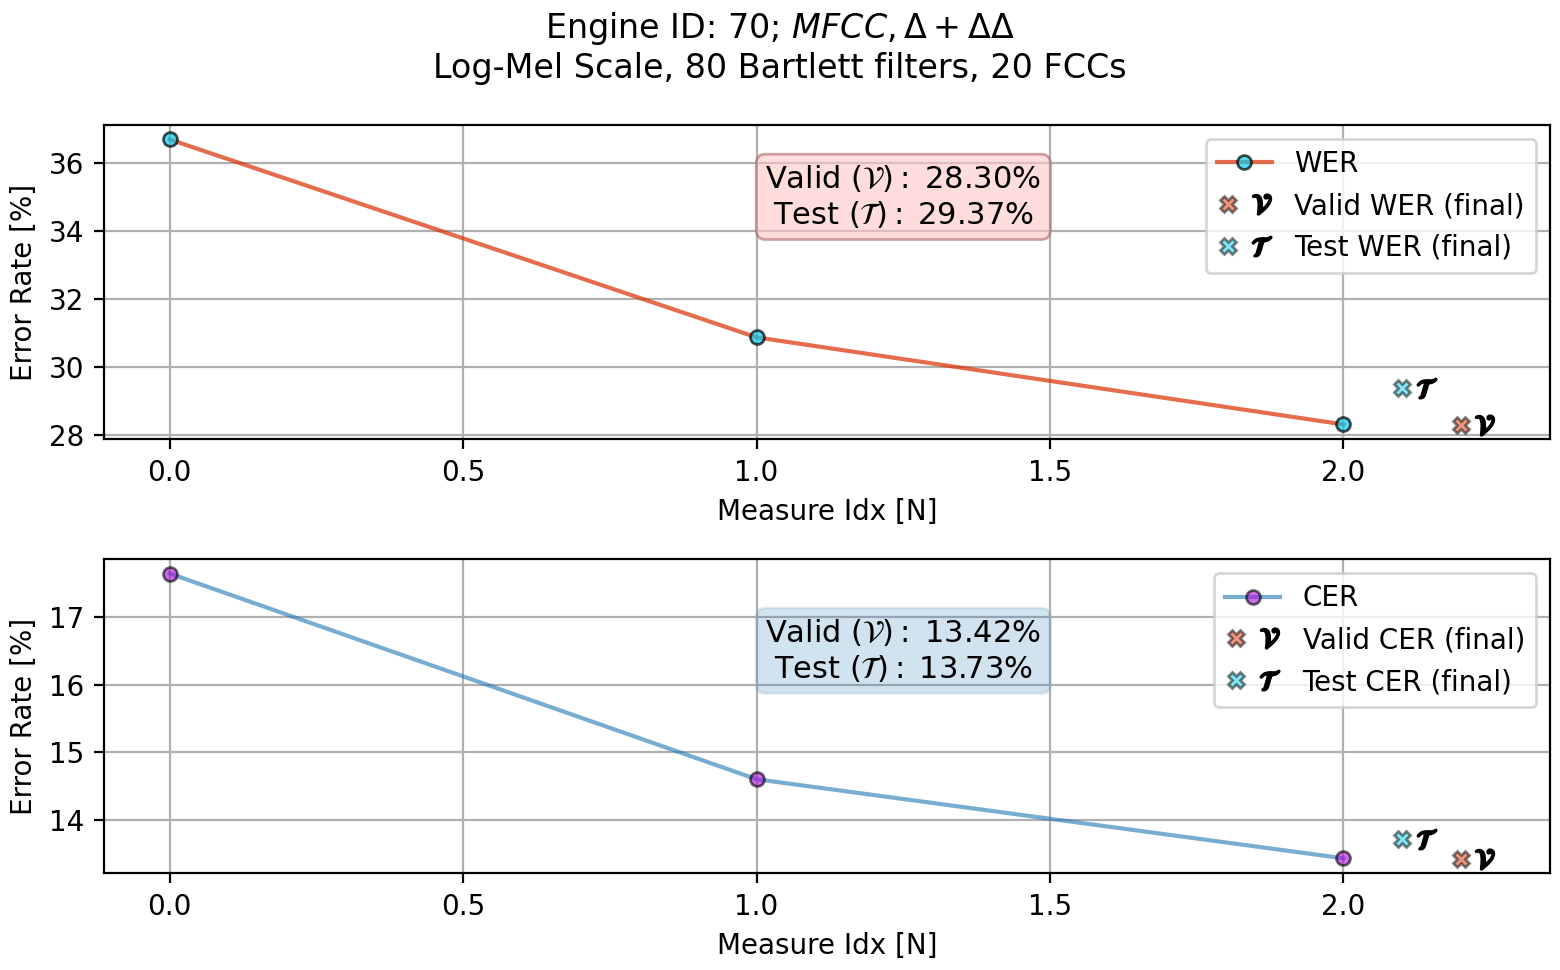 Engine ID: 70; MFCC, Δ + ΔΔ
Log-Mel Scale, 80 Bartlett filters, 20 FCCs
Error Rate [%]
36
34
32
30
28
Valid (𝒱) : 28.30%
Test (𝒯) : 29.37%
WER
𝒱 Valid WER (final)
𝒯 Test WER (final)
𝒯
𝒱
0.0 0.5 1.0 1.5 2.0
Measure Idx [N]
Error Rate [%]
17
16
15
14
Valid (𝒱) : 13.42%
Test (𝒯) : 13.73%
CER
𝒱 Valid CER (final)
𝒯 Test CER (final)
𝒯
𝒱
0.0 0.5 1.0 1.5 2.0
Measure Idx [N]